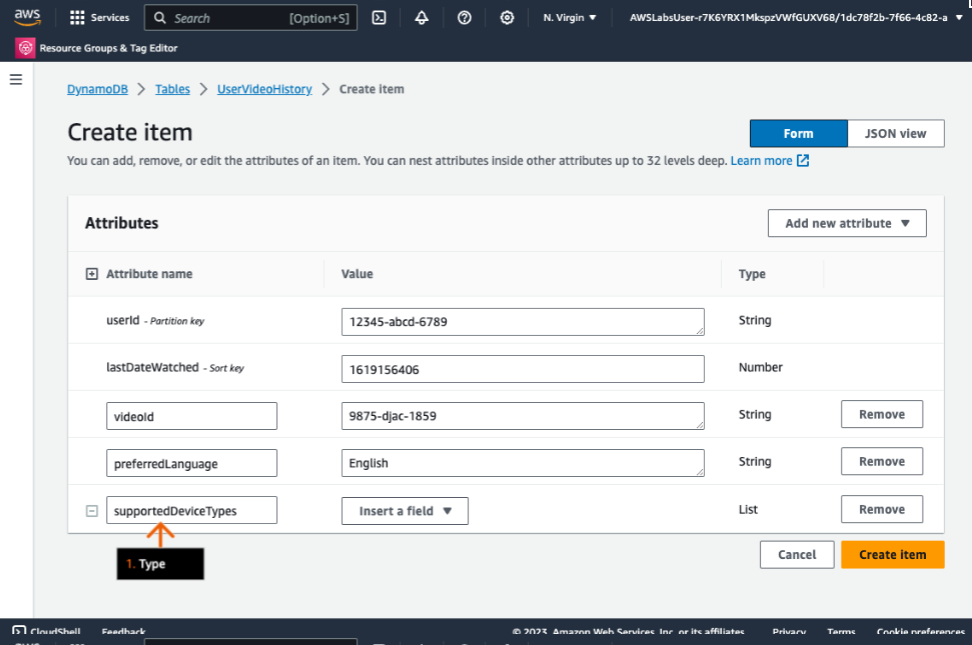 aws Services Search [Option+S] N. Virgin AWSLabsUser-r7K6YRX1MkspzVWfGUXV68/1dc78f2b-7f66-4c82-a
Resource Groups & Tag Editor
DynamoDB > Tables > UserVideoHistory > Create item
Create item
Form JSON view
You can add, remove, or edit the attributes of an item. You can nest attributes inside other attributes up to 32 levels deep. Learn more
Attributes
Add new attribute
Attribute name Value Type
userId - Partition key 12345-abcd-6789 String
lastDateWatched - Sort key 1619156406 Number
videoId 9875-djac-1859 String Remove
preferredLanguage English String Remove
supportedDeviceTypes Insert a field List Remove
1. Type
Cancel Create item
CloudShell Feedback © 2023, Amazon Web Services, Inc. or its affiliates. Privacy Terms Cookie preferences